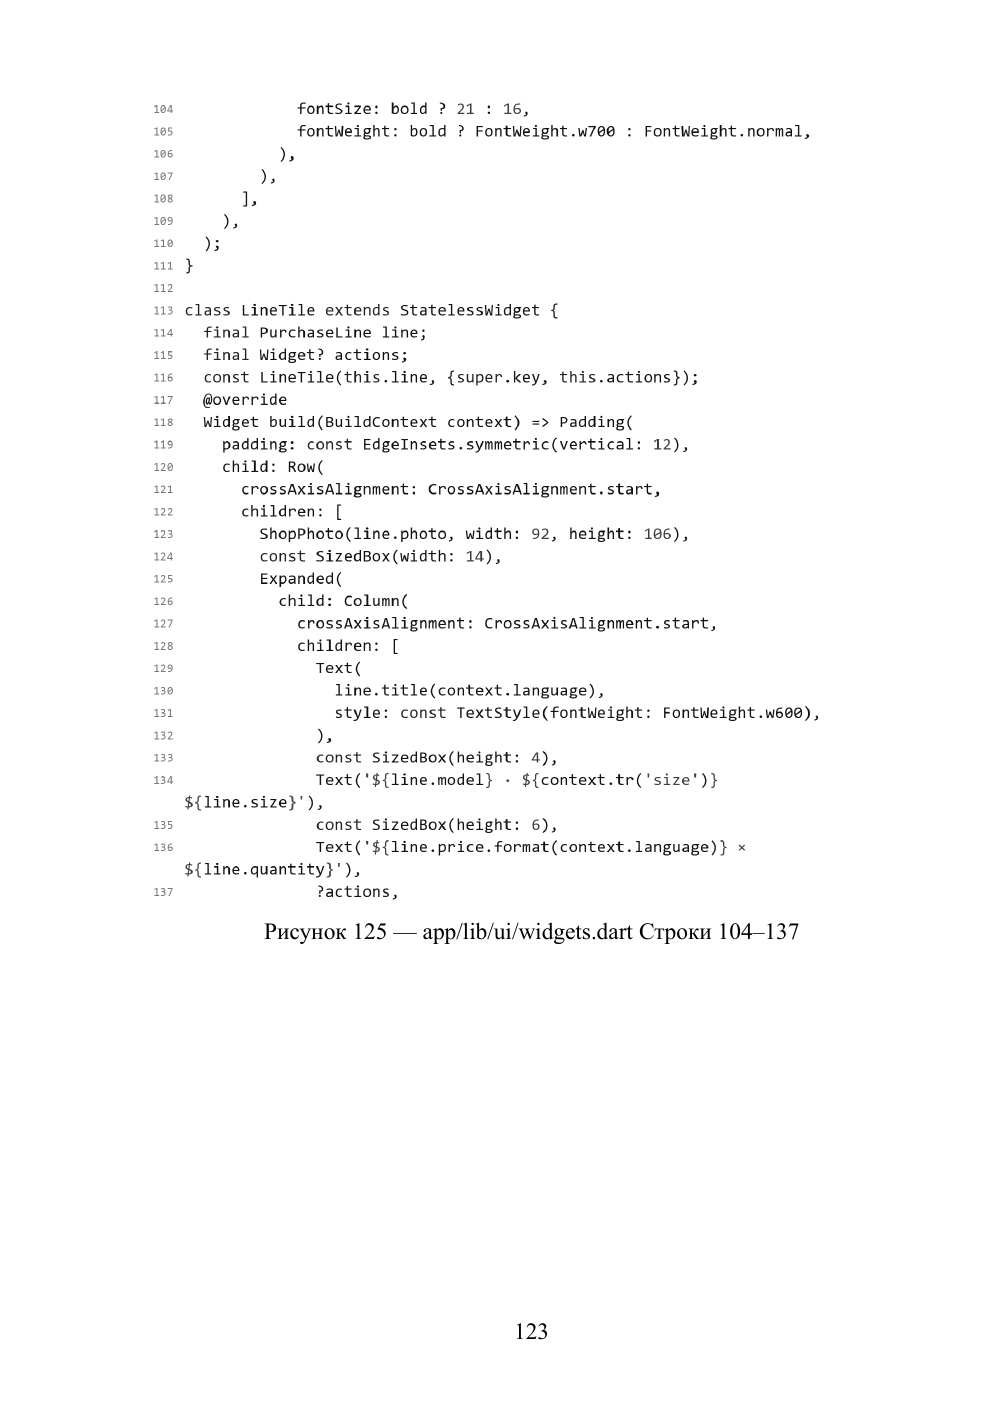 104             fontSize: bold ? 21 : 16,
105             fontWeight: bold ? FontWeight.w700 : FontWeight.normal,
106           ),
107         ),
108       ],
109     ),
110   );
111 }
112
113 class LineTile extends StatelessWidget {
114   final PurchaseLine line;
115   final Widget? actions;
116   const LineTile(this.line, {super.key, this.actions});
117   @override
118   Widget build(BuildContext context) => Padding(
119     padding: const EdgeInsets.symmetric(vertical: 12),
120     child: Row(
121       crossAxisAlignment: CrossAxisAlignment.start,
122       children: [
123         ShopPhoto(line.photo, width: 92, height: 106),
124         const SizedBox(width: 14),
125         Expanded(
126           child: Column(
127             crossAxisAlignment: CrossAxisAlignment.start,
128             children: [
129               Text(
130                 line.title(context.language),
131                 style: const TextStyle(fontWeight: FontWeight.w600),
132               ),
133               const SizedBox(height: 4),
134               Text('${line.model} · ${context.tr('size')}
${line.size}'),
135               const SizedBox(height: 6),
136               Text('${line.price.format(context.language)} ×
${line.quantity}'),
137               ?actions,
Рисунок 125 — app/lib/ui/widgets.dart Строки 104–137
123